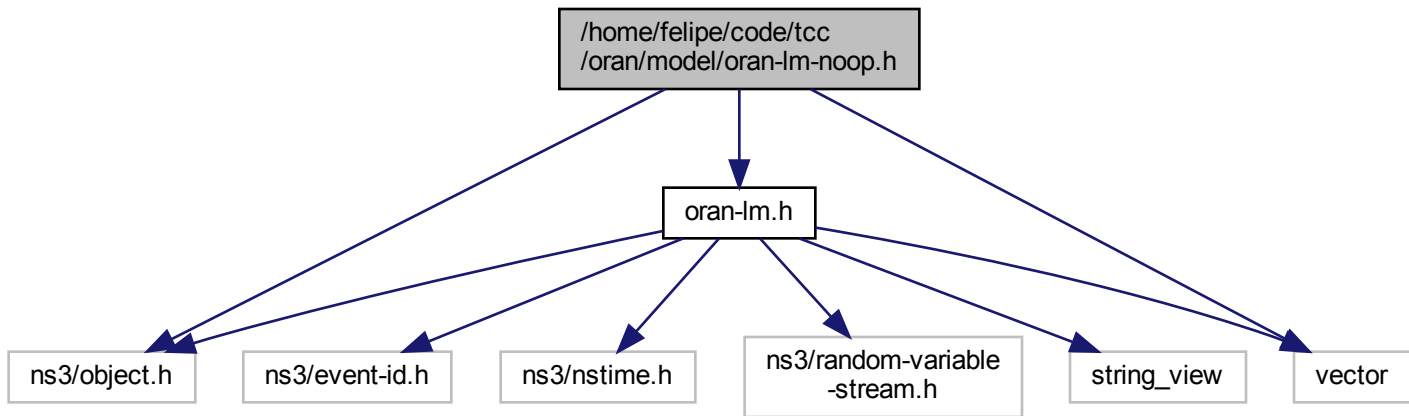 /home/felipe/code/tcc
/oran/model/oran-lm-noop.h
oran-lm.h
ns3/object.h
ns3/event-id.h
ns3/nstime.h
ns3/random-variable
-stream.h
string_view
vector